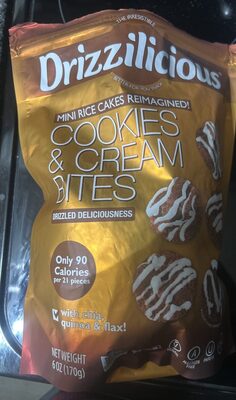 THE IRRESISTIBLE
Drizzilicious
MINI RICE CAKES REIMAGINED!
COOKIES
& CREAM
BITES
DRIZZLED DELICIOUSNESS
Only 90
Calories
per 21 pieces
with chia,
quinoa & flax!
NET WEIGHT
6 OZ (170g)